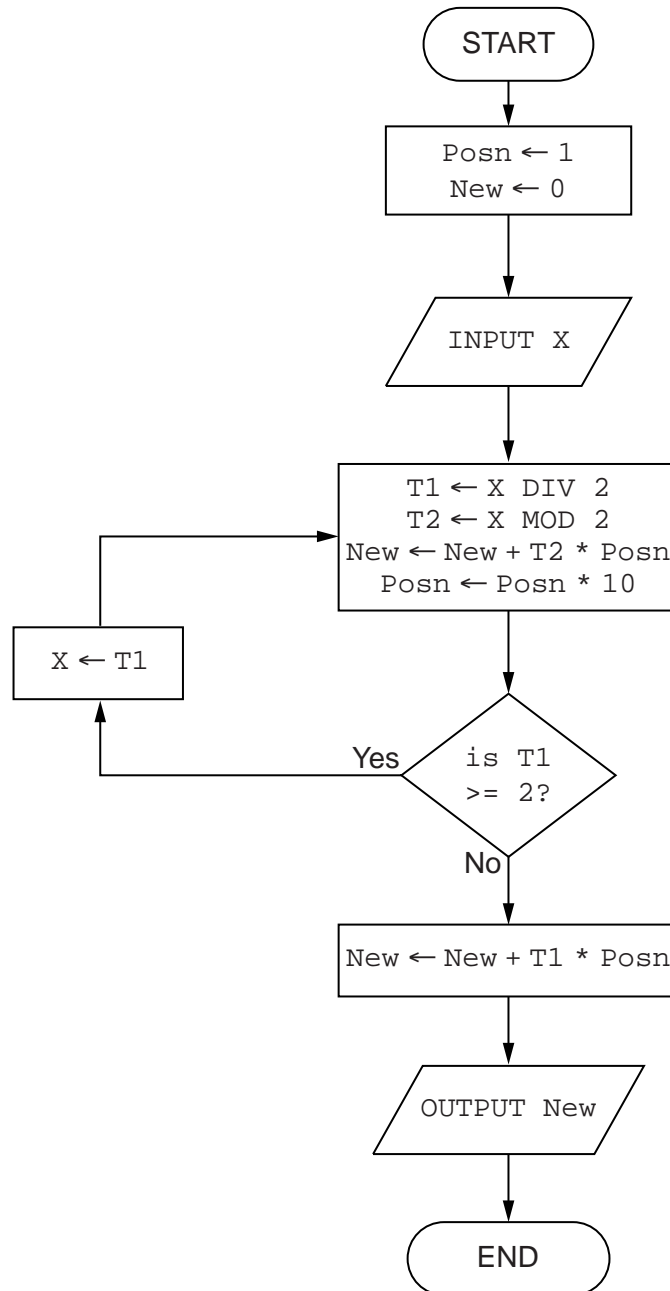 START
Posn ← 1
New ← 0
INPUT X
T1 ← X DIV 2
T2 ← X MOD 2
New ← New + T2 * Posn
Posn ← Posn * 10
X ← T1
Yes
is T1
>= 2?
No
New ← New + T1 * Posn
OUTPUT New
END